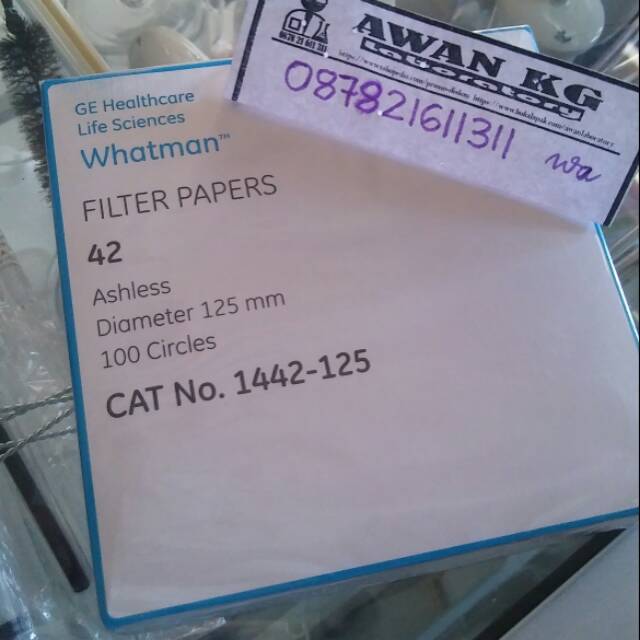 AWAN KG
Laboratory
087821611311 wa
GE Healthcare
Life Sciences
Whatman™
FILTER PAPERS
42
Ashless
Diameter 125 mm
100 Circles
CAT No. 1442-125